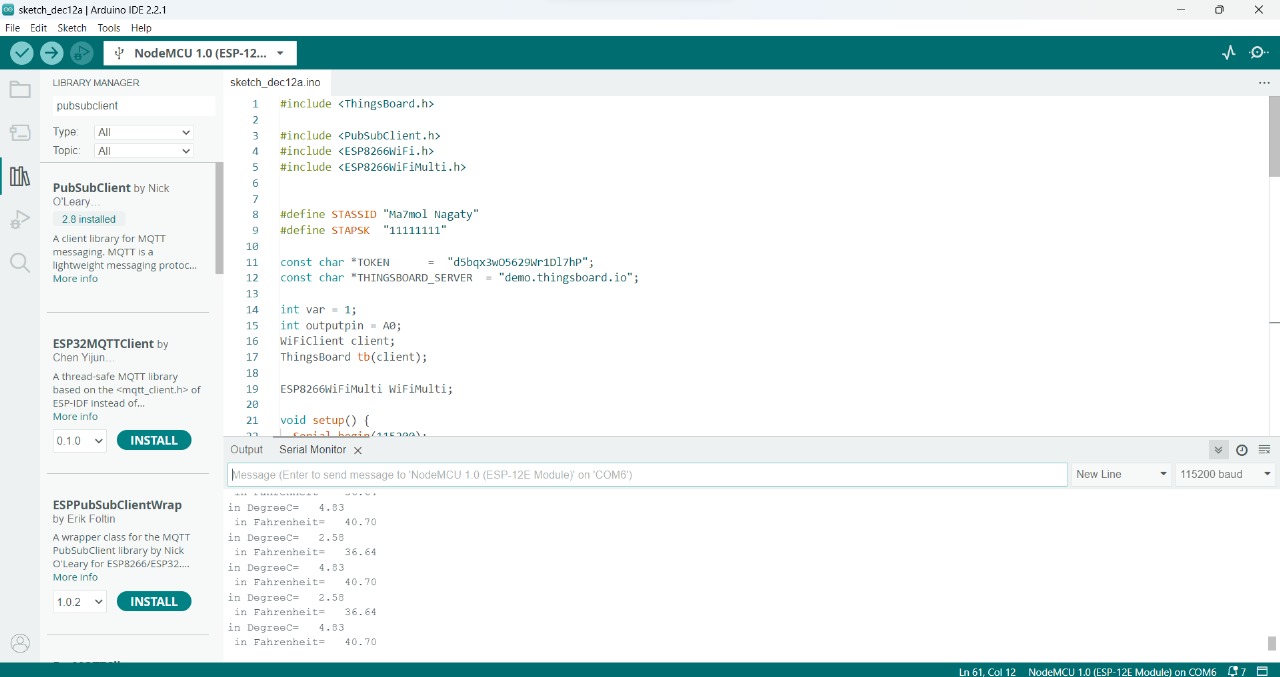 sketch_dec12a | Arduino IDE 2.2.1
File Edit Sketch Tools Help
NodeMCU 1.0 (ESP-12...
LIBRARY MANAGER
pubsubclient
Type: All
Topic: All
PubSubClient by Nick
O'Leary...
2.8 installed
A client library for MQTT
messaging. MQTT is a
lightweight messaging protoc...
More info
ESP32MQTTClient by
Chen Yijun...
A thread-safe MQTT library
based on the <mqtt_client.h> of
ESP-IDF instead of...
More info
0.1.0 INSTALL
ESPPubSubClientWrap
by Erik Foltin
A wrapper class for the MQTT
PubSubClient library by Nick
O'Leary for ESP8266/ESP32....
More info
1.0.2 INSTALL
sketch_dec12a.ino
1 #include <ThingsBoard.h>
2
3 #include <PubSubClient.h>
4 #include <ESP8266WiFi.h>
5 #include <ESP8266WiFiMulti.h>
6
7
8 #define STASSID "Ma7mol Nagaty"
9 #define STAPSK "11111111"
10
11 const char *TOKEN = "d5bqx3wO5629Wr1Dl7hP";
12 const char *THINGSBOARD_SERVER = "demo.thingsboard.io";
13
14 int var = 1;
15 int outputpin = A0;
16 WiFiClient client;
17 ThingsBoard tb(client);
18
19 ESP8266WiFiMulti WiFiMulti;
20
21 void setup() {
22 Serial.begin(115200);
Output Serial Monitor
Message (Enter to send message to 'NodeMCU 1.0 (ESP-12E Module)' on 'COM6')
New Line 115200 baud
in DegreeC= 4.83
in Fahrenheit= 40.70
in DegreeC= 2.58
in Fahrenheit= 36.64
in DegreeC= 4.83
in Fahrenheit= 40.70
in DegreeC= 2.58
in Fahrenheit= 36.64
in DegreeC= 4.83
in Fahrenheit= 40.70
Ln 61, Col 12 NodeMCU 1.0 (ESP-12E Module) on COM6 7